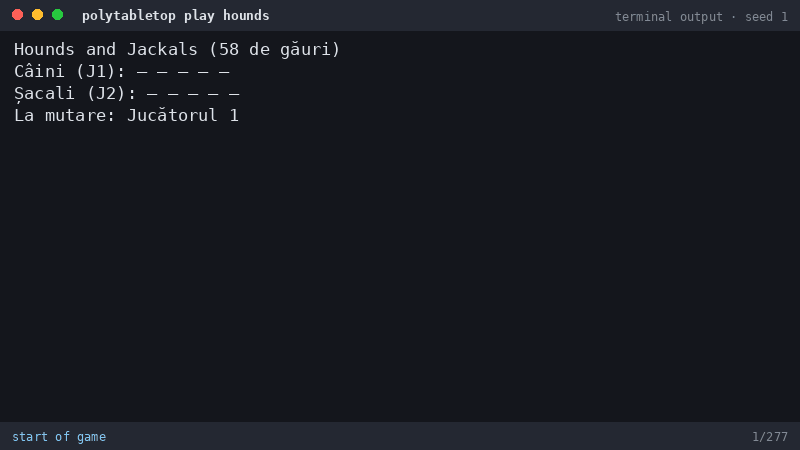 polytabletop play hounds
terminal output · seed 1
Hounds and Jackals (58 de găuri)
Câini (J1): — — — — —
Șacali (J2): — — — — —
La mutare: Jucătorul 1
start of game
1/277